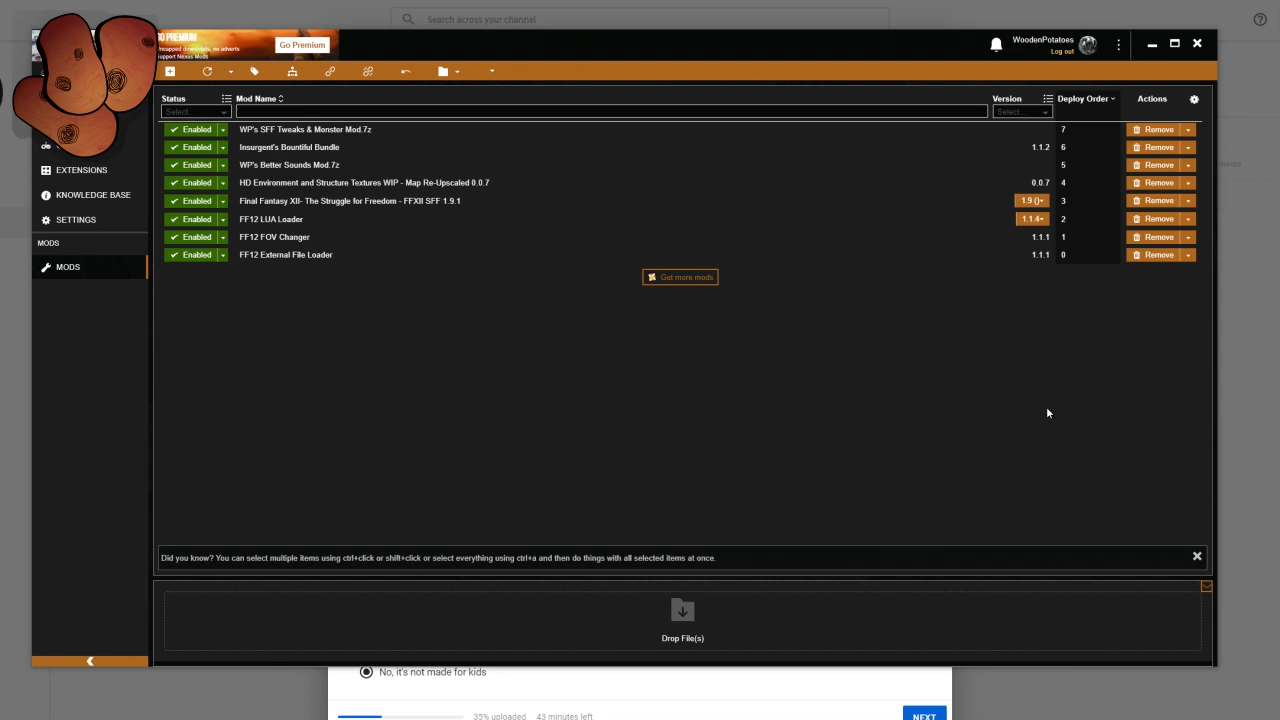 Search across your channel
GO PREMIUM
Uncapped downloads, no adverts
Support Nexus Mods
Go Premium
WoodenPotatoes
Log out
Status
Mod Name
Version
Deploy Order
Actions
Select...
Select...
Enabled WP's SFF Tweaks & Monster Mod.7z 7 Remove
Enabled Insurgent's Bountiful Bundle 1.1.2 6 Remove
Enabled WP's Better Sounds Mod.7z 5 Remove
Enabled HD Environment and Structure Textures WIP - Map Re-Upscaled 0.0.7 0.0.7 4 Remove
Enabled Final Fantasy XII- The Struggle for Freedom - FFXII SFF 1.9.1 1.9 () 3 Remove
Enabled FF12 LUA Loader 1.1.4 2 Remove
Enabled FF12 FOV Changer 1.1.1 1 Remove
Enabled FF12 External File Loader 1.1.1 0 Remove
Get more mods
EXTENSIONS
KNOWLEDGE BASE
SETTINGS
MODS
MODS
Did you know? You can select multiple items using ctrl+click or shift+click or select everything using ctrl+a and then do things with all selected items at once.
Drop File(s)
No, it's not made for kids
35% uploaded 43 minutes left
NEXT